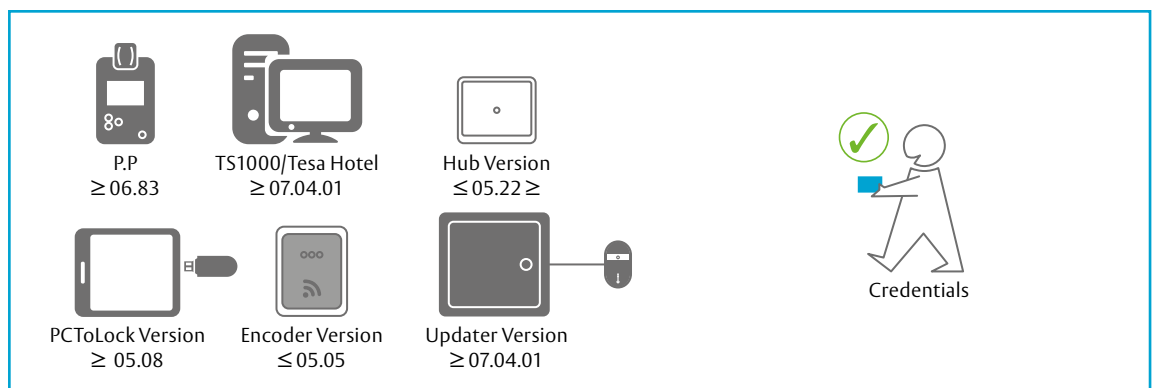 P.P
≥ 06.83
TS1000/Tesa Hotel
≥ 07.04.01
Hub Version
≤ 05.22 ≥
PCToLock Version
≥ 05.08
Encoder Version
≤ 05.05
Updater Version
≥ 07.04.01
Credentials